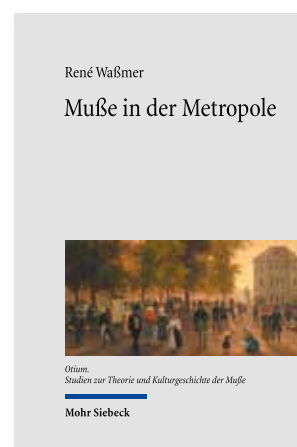 René Waßmer
Muße in der Metropole
Otium.
Studien zur Theorie und Kulturgeschichte der Muße
Mohr Siebeck